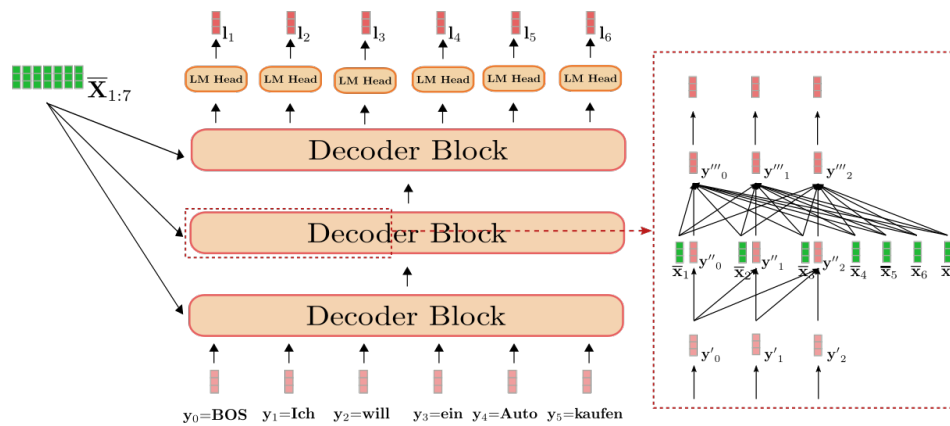 l₁ l₂ l₃ l₄ l₅ l₆
LM Head LM Head LM Head LM Head LM Head LM Head
X̅₁:₇
Decoder Block
Decoder Block
Decoder Block
y₀=BOS y₁=Ich y₂=will y₃=ein y₄=Auto y₅=kaufen
y‴₀ y‴₁ y‴₂
y″₀ y″₁ y″₂
x̅₁ x̅₂ x̅₃ x̅₄ x̅₅ x̅₆ x̅
y′₀ y′₁ y′₂